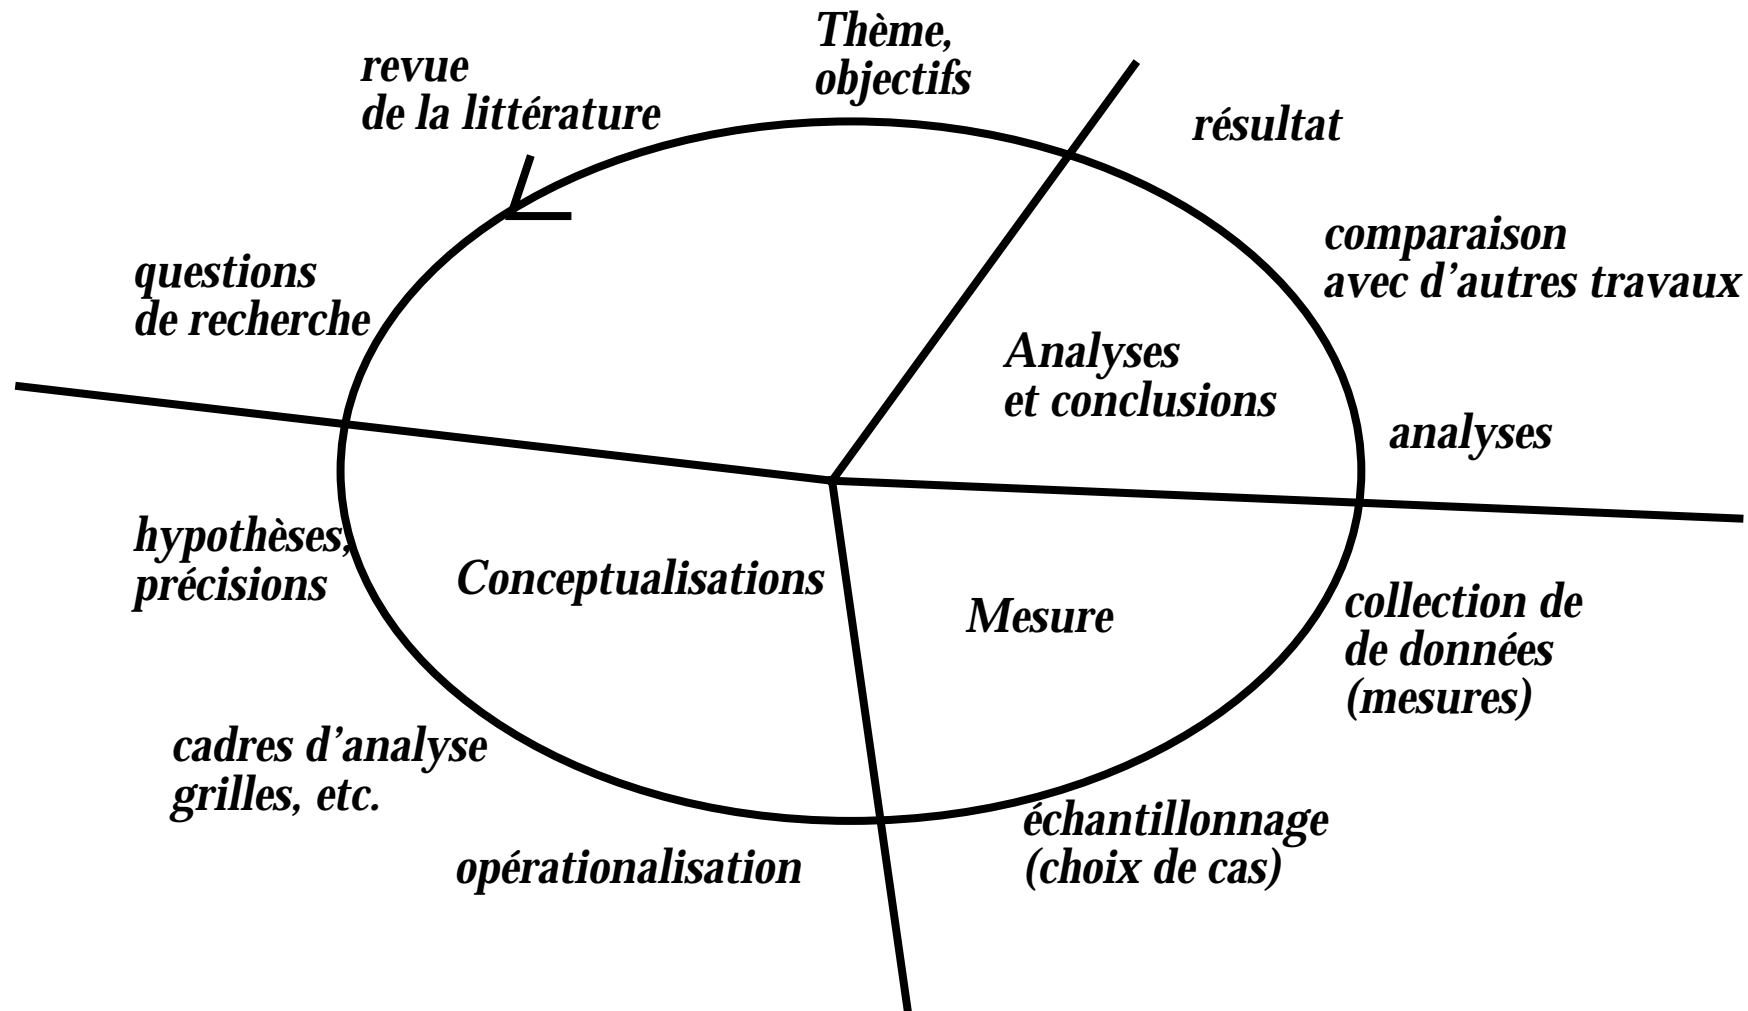 Thème,
objectifs
revue
de la littérature
résultat
comparaison
avec d'autres travaux
questions
de recherche
Analyses
et conclusions
analyses
hypothèses,
précisions
Conceptualisations
Mesure
collection de
de données
(mesures)
cadres d'analyse
grilles, etc.
échantillonnage
(choix de cas)
opérationalisation